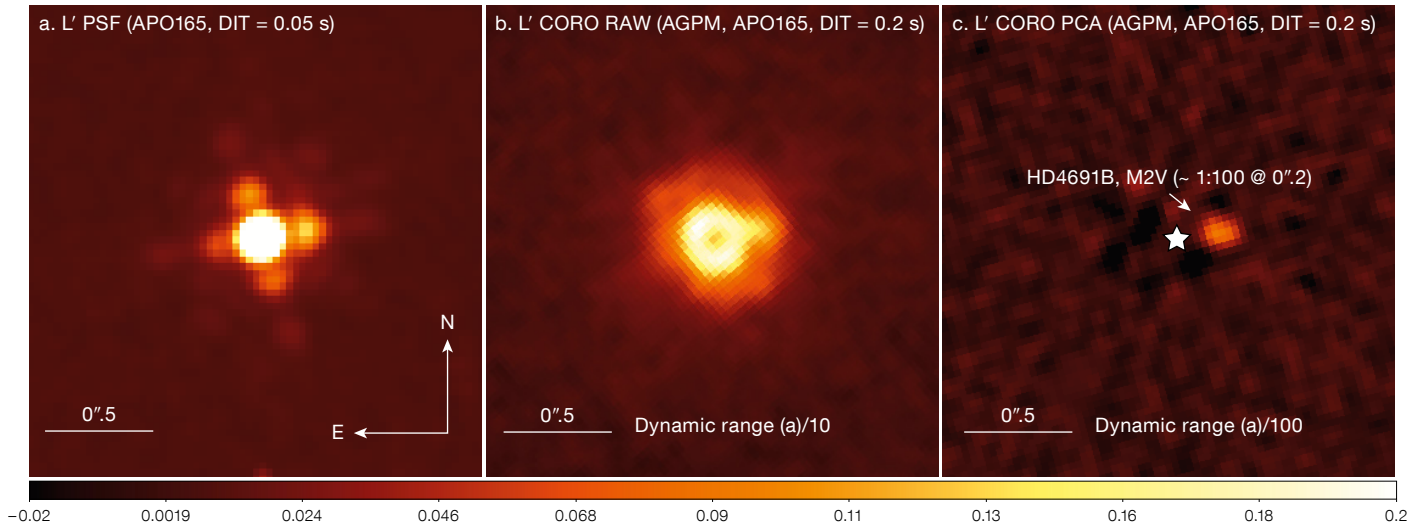 a. L′ PSF (APO165, DIT = 0.05 s)
0″.5
N
E
b. L′ CORO RAW (AGPM, APO165, DIT = 0.2 s)
0″.5
Dynamic range (a)/10
c. L′ CORO PCA (AGPM, APO165, DIT = 0.2 s)
HD4691B, M2V (~ 1:100 @ 0″.2)
0″.5
Dynamic range (a)/100
−0.02 0.0019 0.024 0.046 0.068 0.09 0.11 0.13 0.16 0.18 0.2